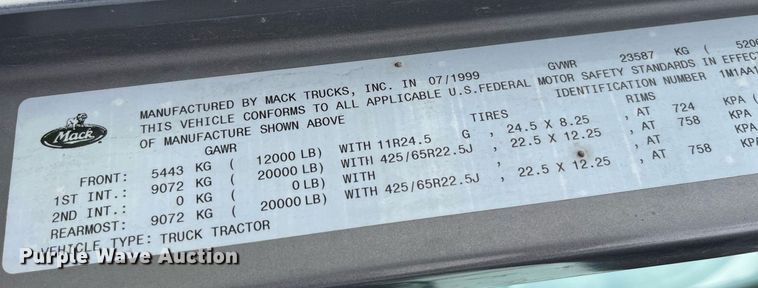 MANUFACTURED BY MACK TRUCKS, INC. IN 07/1999 GVWR 23587 KG ( 520
THIS VEHICLE CONFORMS TO ALL APPLICABLE U.S.FEDERAL MOTOR SAFETY STANDARDS IN EFFECT
OF MANUFACTURE SHOWN ABOVE IDENTIFICATION NUMBER 1M1AA1
Mack
GAWR TIRES RIMS
FRONT: 5443 KG ( 12000 LB) WITH 11R24.5 G , 24.5 X 8.25 , AT 724 KPA (
1ST INT.: 9072 KG ( 20000 LB) WITH 425/65R22.5J , 22.5 X 12.25 , AT 758 KPA
2ND INT.: 0 KG ( 0 LB) WITH , , AT KPA
REARMOST: 9072 KG ( 20000 LB) WITH 425/65R22.5J , 22.5 X 12.25 , AT 758 KPA
VEHICLE TYPE: TRUCK TRACTOR
Purple Wave Auction